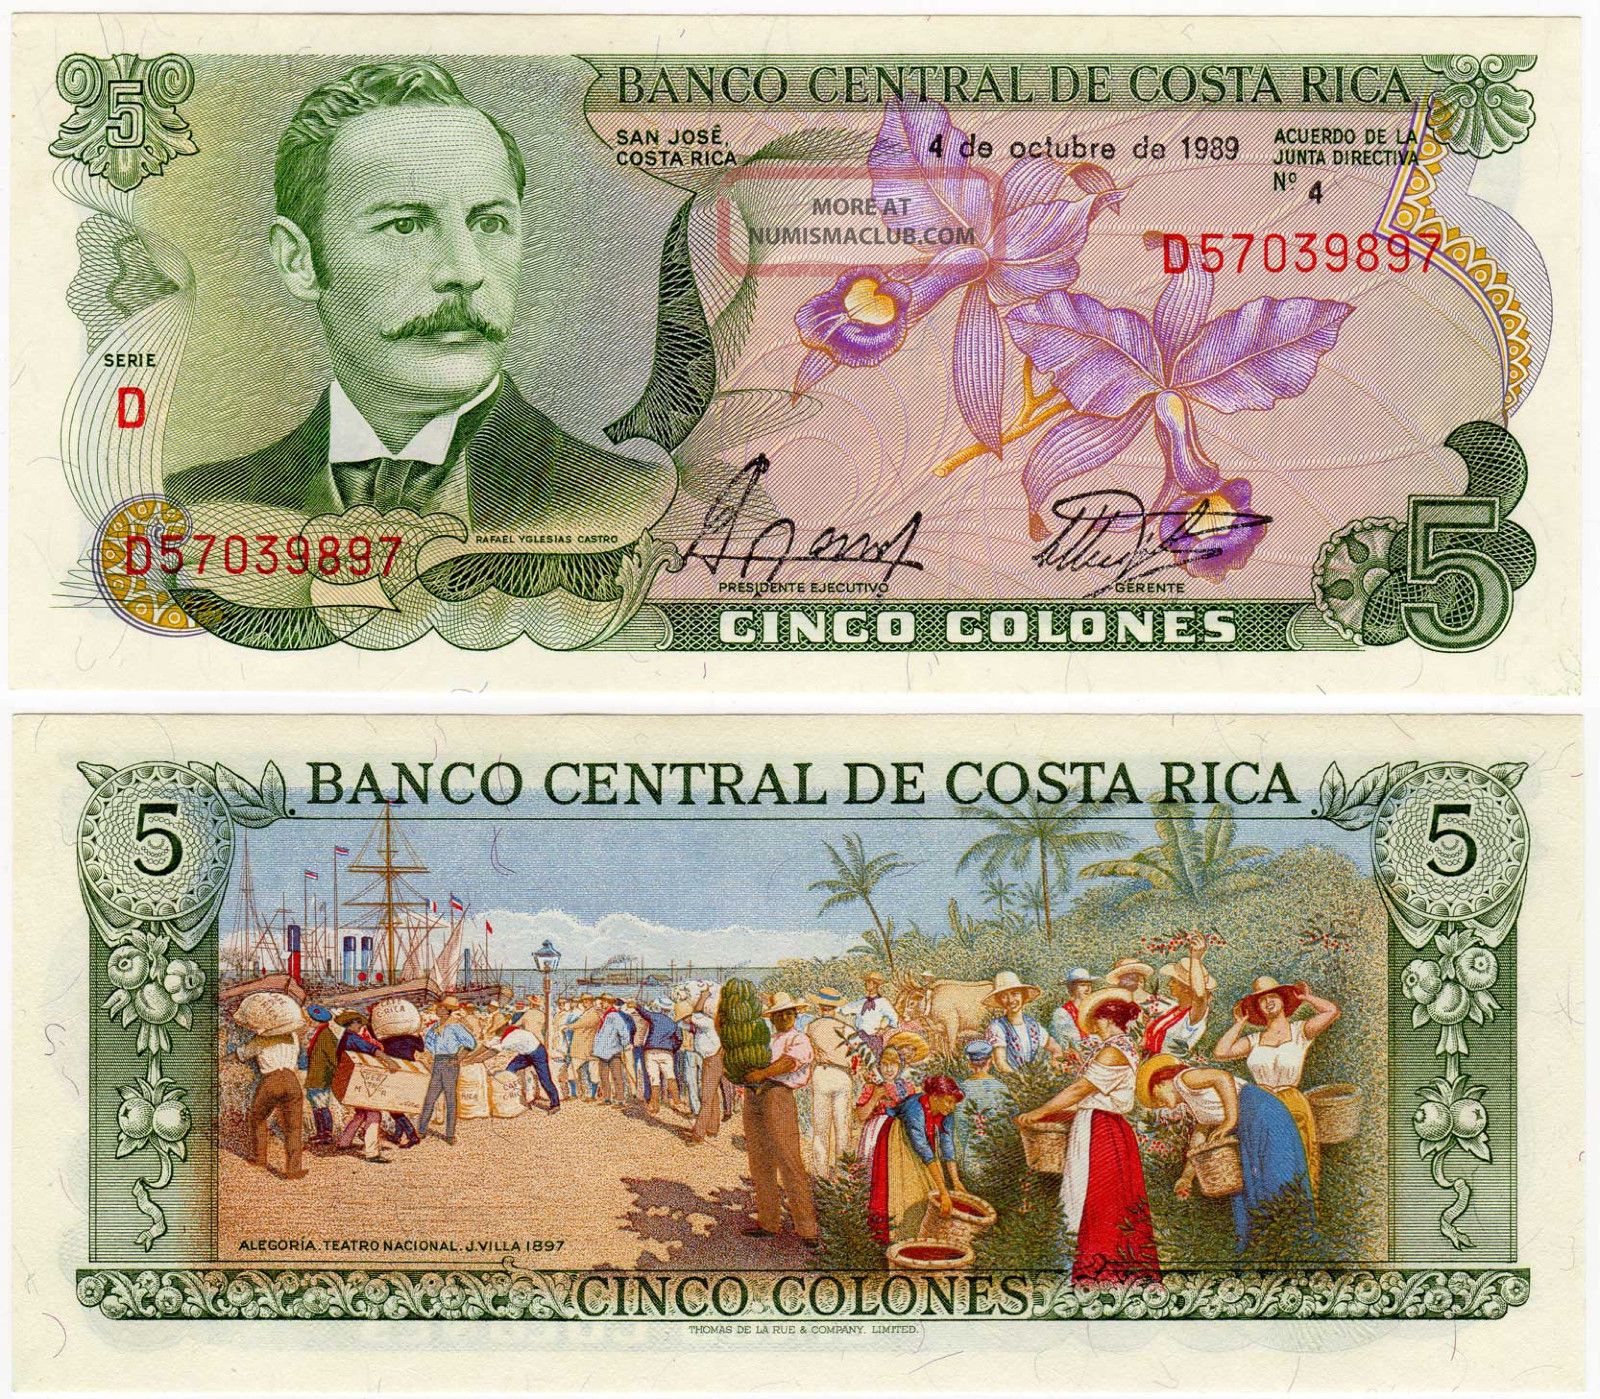 5
BANCO CENTRAL DE COSTA RICA
SAN JOSÉ,
COSTA RICA
4 de octubre de 1989
ACUERDO DE LA
JUNTA DIRECTIVA
Nº 4
MORE AT
NUMISMACLUB.COM
D57039897
SERIE
D
D57039897
RAFAEL YGLESIAS CASTRO
PRESIDENTE EJECUTIVO
GERENTE
CINCO COLONES
5
BANCO CENTRAL DE COSTA RICA
5
5
ALEGORÍA. TEATRO NACIONAL. J. VILLA 1897
CINCO COLONES
THOMAS DE LA RUE & COMPANY, LIMITED.